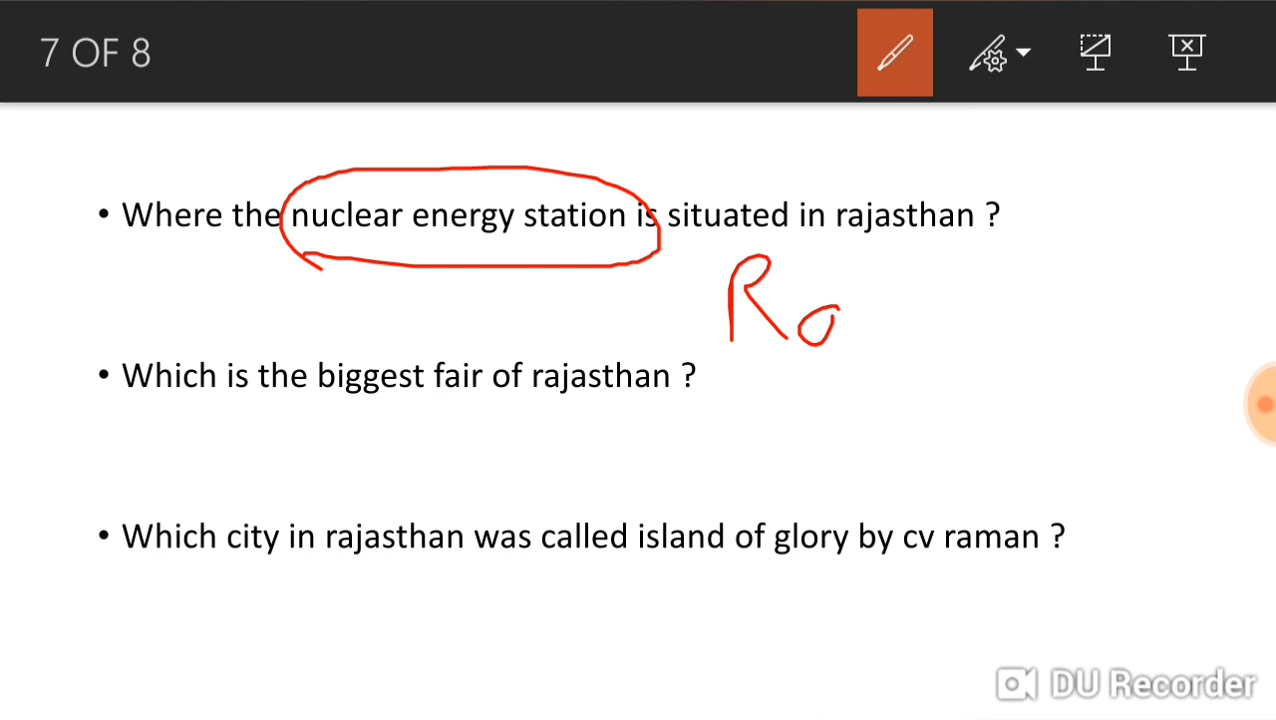 7 OF 8
• Where the nuclear energy station is situated in rajasthan ?
Ra
• Which is the biggest fair of rajasthan ?
• Which city in rajasthan was called island of glory by cv raman ?
DU Recorder